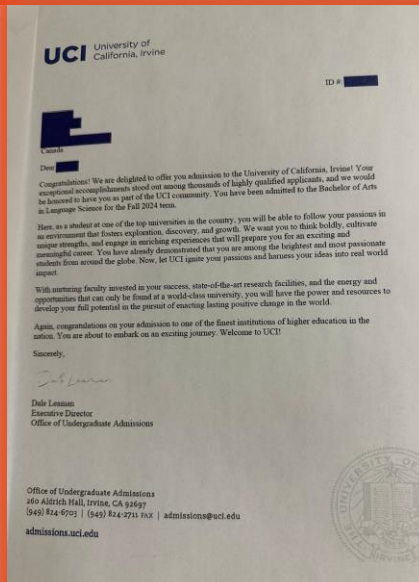 UCI University of
California, Irvine
ID #:
Canada
Dear
Congratulations! We are delighted to offer you admission to the University of California, Irvine! Your
exceptional accomplishments stood out among thousands of highly qualified applicants, and we would
be honored to have you as part of the UCI community. You have been admitted to the Bachelor of Arts
in Language Science for the Fall 2024 term.
Here, as a student at one of the top universities in the country, you will be able to follow your passions in
an environment that fosters exploration, discovery, and growth. We want you to think boldly, cultivate
unique strengths, and engage in enriching experiences that will prepare you for an exciting and
meaningful career. You have already demonstrated that you are among the brightest and most passionate
students from around the globe. Now, let UCI ignite your passions and harness your ideas into real world
impact.
With nurturing faculty invested in your success, state-of-the-art research facilities, and the energy and
opportunities that can only be found at a world-class university, you will have the power and resources to
develop your full potential in the pursuit of enacting lasting positive change in the world.
Again, congratulations on your admission to one of the finest institutions of higher education in the
nation. You are about to embark on an exciting journey. Welcome to UCI!
Sincerely,
Dale Leaman
Dale Leaman
Executive Director
Office of Undergraduate Admissions
Office of Undergraduate Admissions
260 Aldrich Hall, Irvine, CA 92697
(949) 824-6703 | (949) 824-2711 FAX | admissions@uci.edu
admissions.uci.edu
THE UNIVERSITY OF
IRVINE